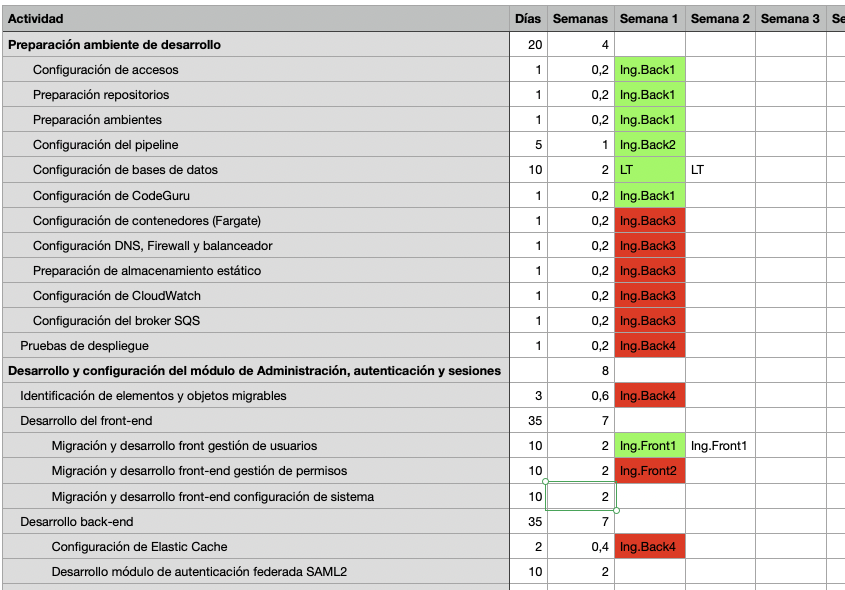 Actividad Días Semanas Semana 1 Semana 2 Semana 3 Se
Preparación ambiente de desarrollo 20 4
Configuración de accesos 1 0,2 Ing.Back1
Preparación repositorios 1 0,2 Ing.Back1
Preparación ambientes 1 0,2 Ing.Back1
Configuración del pipeline 5 1 Ing.Back2
Configuración de bases de datos 10 2 LT LT
Configuración de CodeGuru 1 0,2 Ing.Back1
Configuración de contenedores (Fargate) 1 0,2 Ing.Back3
Configuración DNS, Firewall y balanceador 1 0,2 Ing.Back3
Preparación de almacenamiento estático 1 0,2 Ing.Back3
Configuración de CloudWatch 1 0,2 Ing.Back3
Configuración del broker SQS 1 0,2 Ing.Back3
Pruebas de despliegue 1 0,2 Ing.Back4
Desarrollo y configuración del módulo de Administración, autenticación y sesiones 8
Identificación de elementos y objetos migrables 3 0,6 Ing.Back4
Desarrollo del front-end 35 7
Migración y desarrollo front gestión de usuarios 10 2 Ing.Front1 Ing.Front1
Migración y desarrollo front-end gestión de permisos 10 2 Ing.Front2
Migración y desarrollo front-end configuración de sistema 10 2
Desarrollo back-end 35 7
Configuración de Elastic Cache 2 0,4 Ing.Back4
Desarrollo módulo de autenticación federada SAML2 10 2